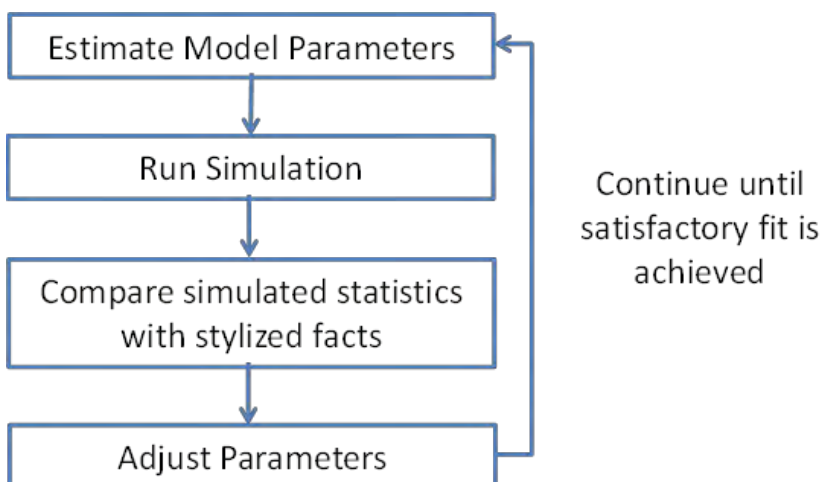 Estimate Model Parameters
Run Simulation
Continue until
satisfactory fit is
achieved
Compare simulated statistics
with stylized facts
Adjust Parameters